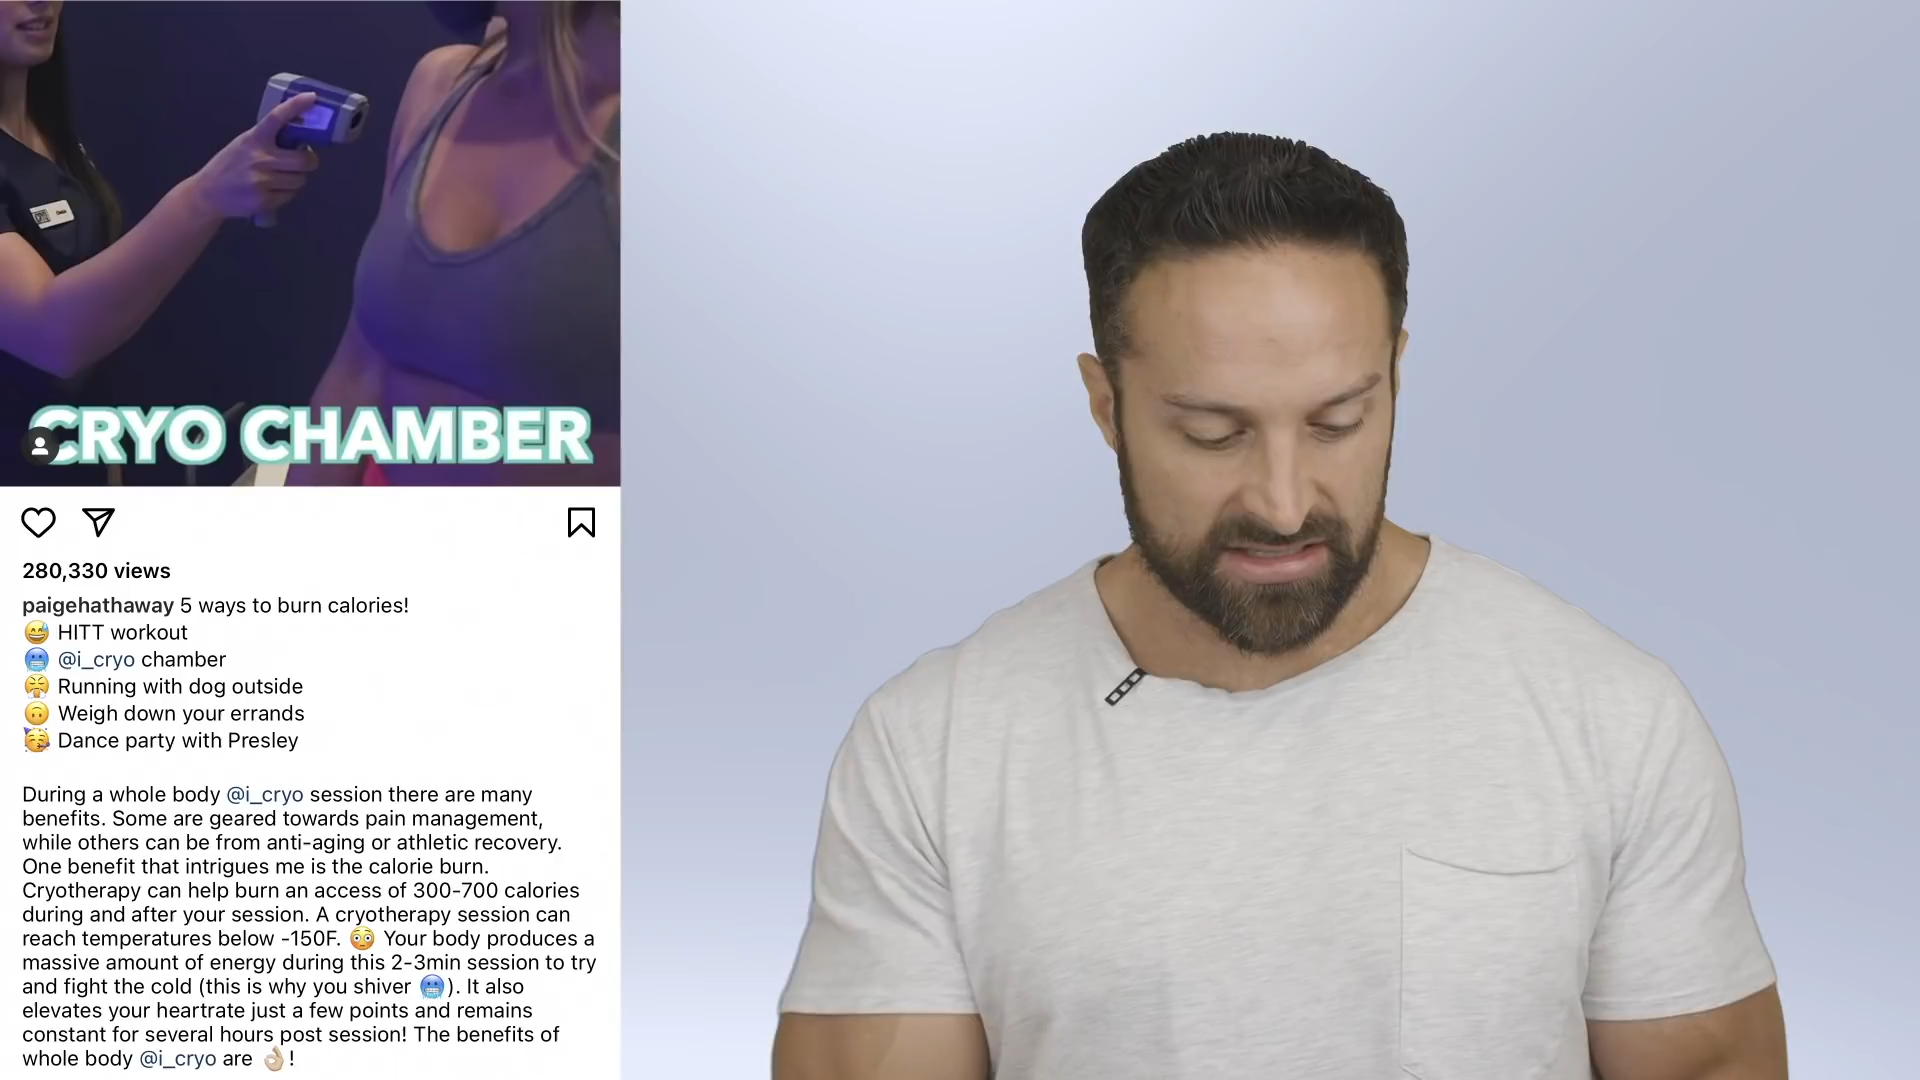 CRYO CHAMBER
280,330 views
paigehathaway 5 ways to burn calories!
😅 HITT workout
🥶 @i_cryo chamber
😤 Running with dog outside
🙃 Weigh down your errands
🥳 Dance party with Presley
During a whole body @i_cryo session there are many
benefits. Some are geared towards pain management,
while others can be from anti-aging or athletic recovery.
One benefit that intrigues me is the calorie burn.
Cryotherapy can help burn an access of 300-700 calories
during and after your session. A cryotherapy session can
reach temperatures below -150F. 😳 Your body produces a
massive amount of energy during this 2-3min session to try
and fight the cold (this is why you shiver 🥶). It also
elevates your heartrate just a few points and remains
constant for several hours post session! The benefits of
whole body @i_cryo are 👌🏼!